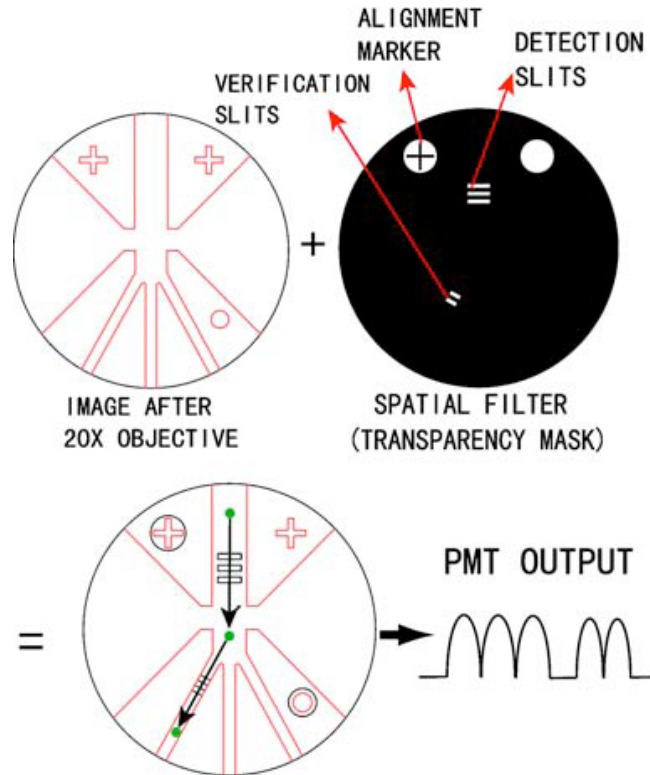 ALIGNMENT
MARKER
DETECTION
SLITS
VERIFICATION
SLITS
+
IMAGE AFTER
20X OBJECTIVE
SPATIAL FILTER
(TRANSPARENCY MASK)
=
PMT OUTPUT